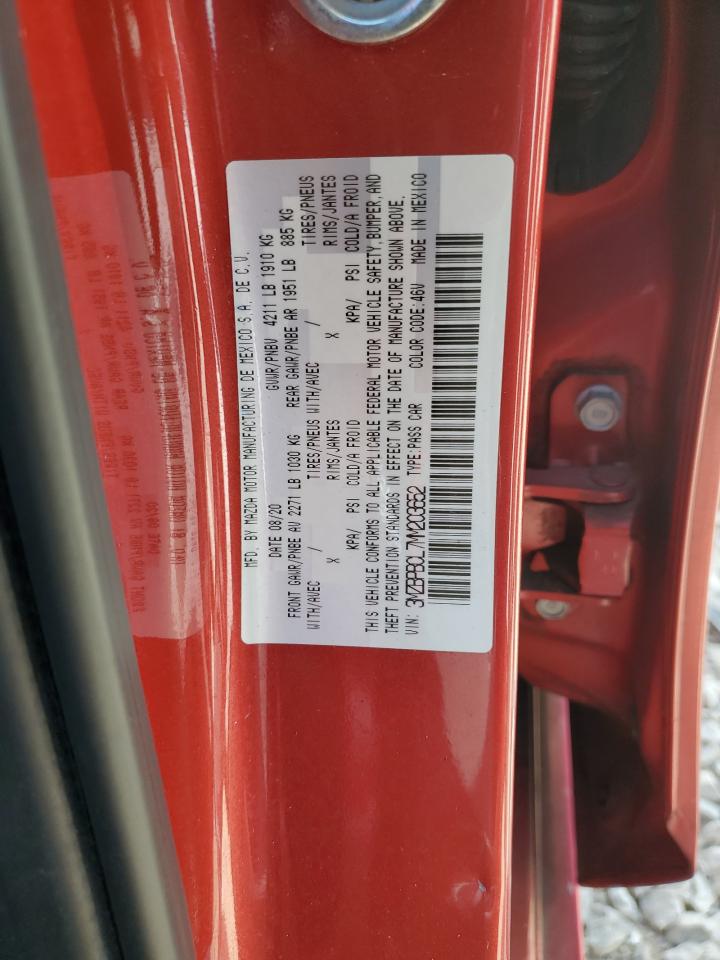 MFD. BY MAZDA MOTOR MANUFACTURING DE MEXICO S.A. DE C.V.
DATE 08/20 GVWR/PNBV 4211 LB 1910 KG
FRONT GAWR/PNBE AV 2271 LB 1030 KG REAR GAWR/PNBE AR 1951 LB 885 KG
WITH/AVEC / TIRES/PNEUS WITH/AVEC / TIRES/PNEUS
X RIMS/JANTES X RIMS/JANTES
KPA/ PSI COLD/A FROID KPA/ PSI COLD/A FROID
THIS VEHICLE CONFORMS TO ALL APPLICABLE FEDERAL MOTOR VEHICLE SAFETY,BUMPER,AND
THEFT PREVENTION STANDARDS IN EFFECT ON THE DATE OF MANUFACTURE SHOWN ABOVE.
VIN: 3MZBPBCL7MM203652 TYPE:PASS CAR COLOR CODE:46V MADE IN MEXICO